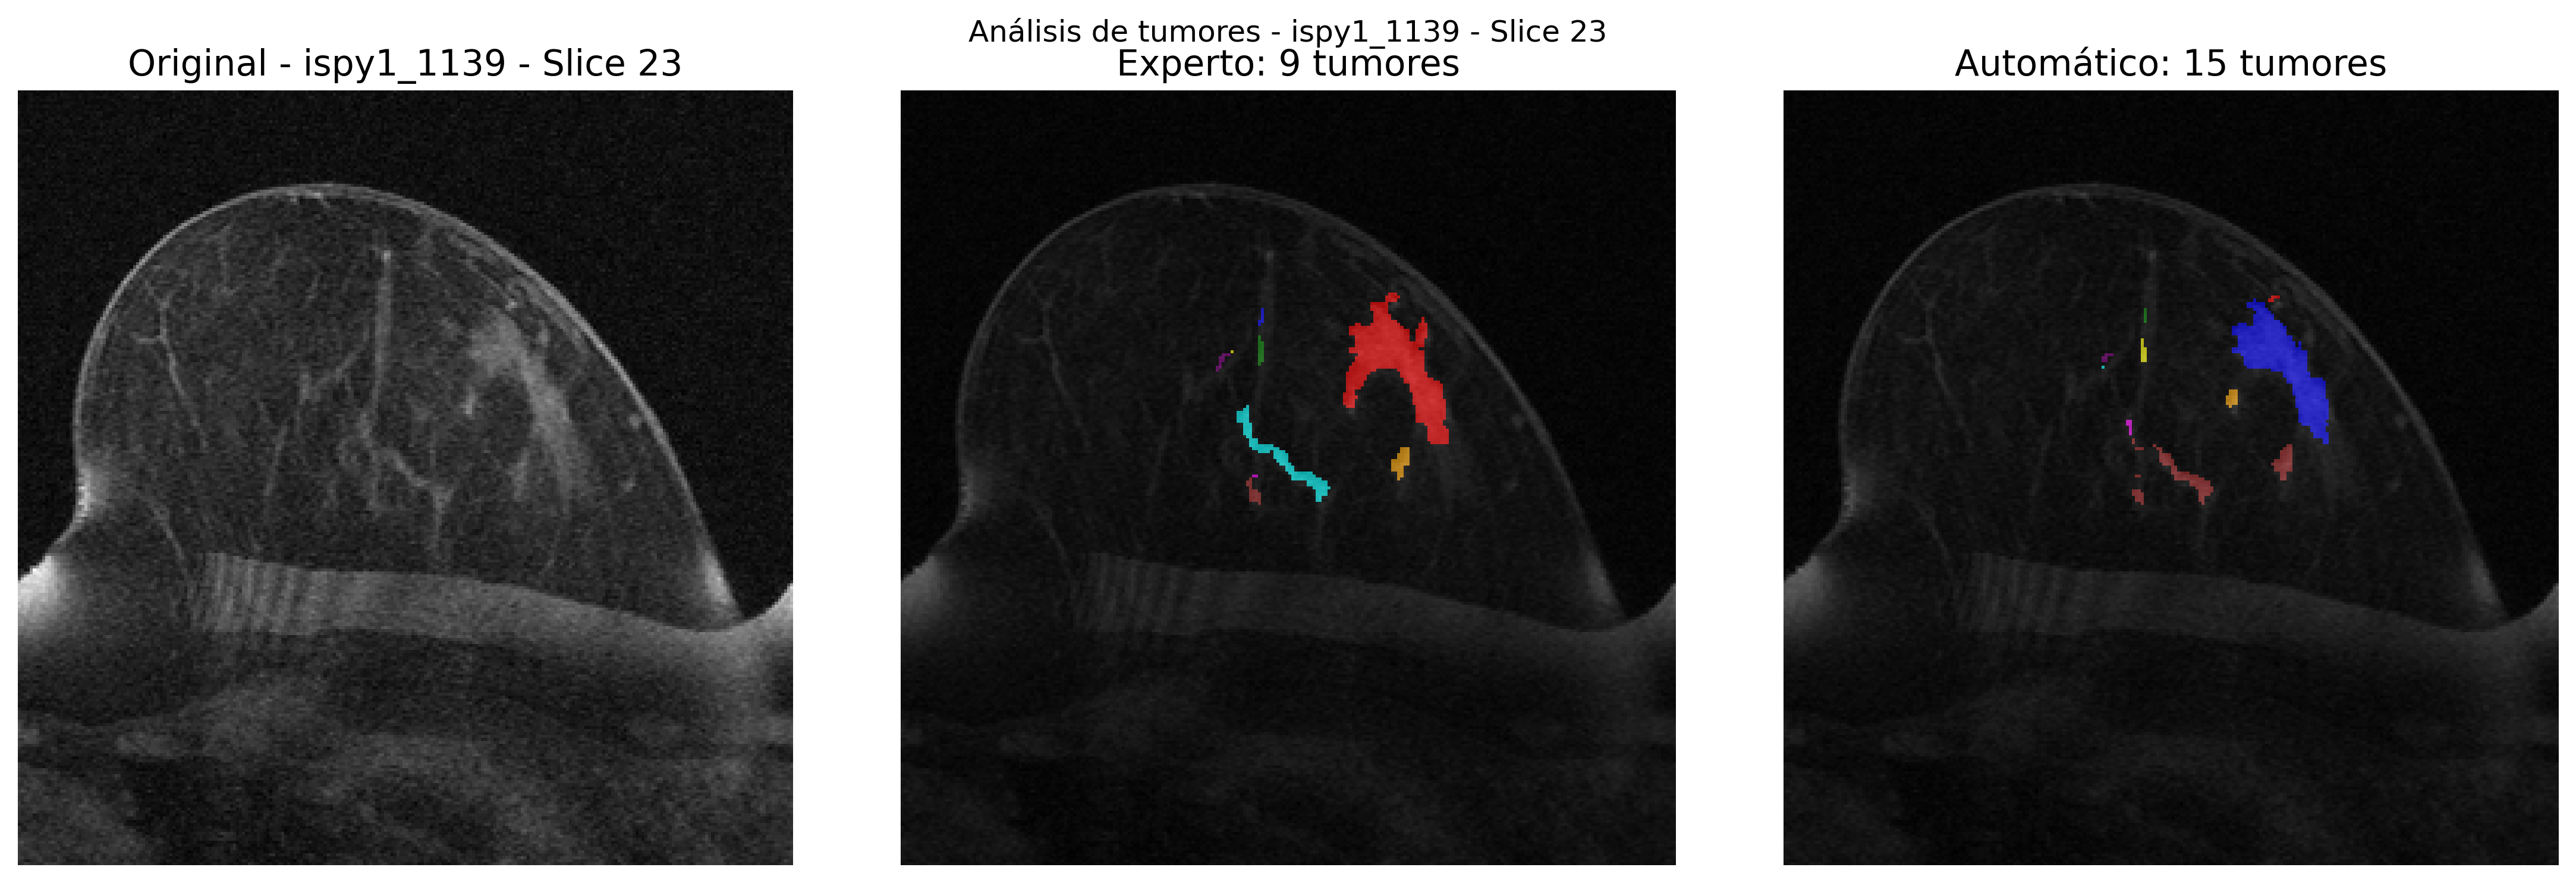 Análisis de tumores - ispy1_1139 - Slice 23
Original - ispy1_1139 - Slice 23
Experto: 9 tumores
Automático: 15 tumores